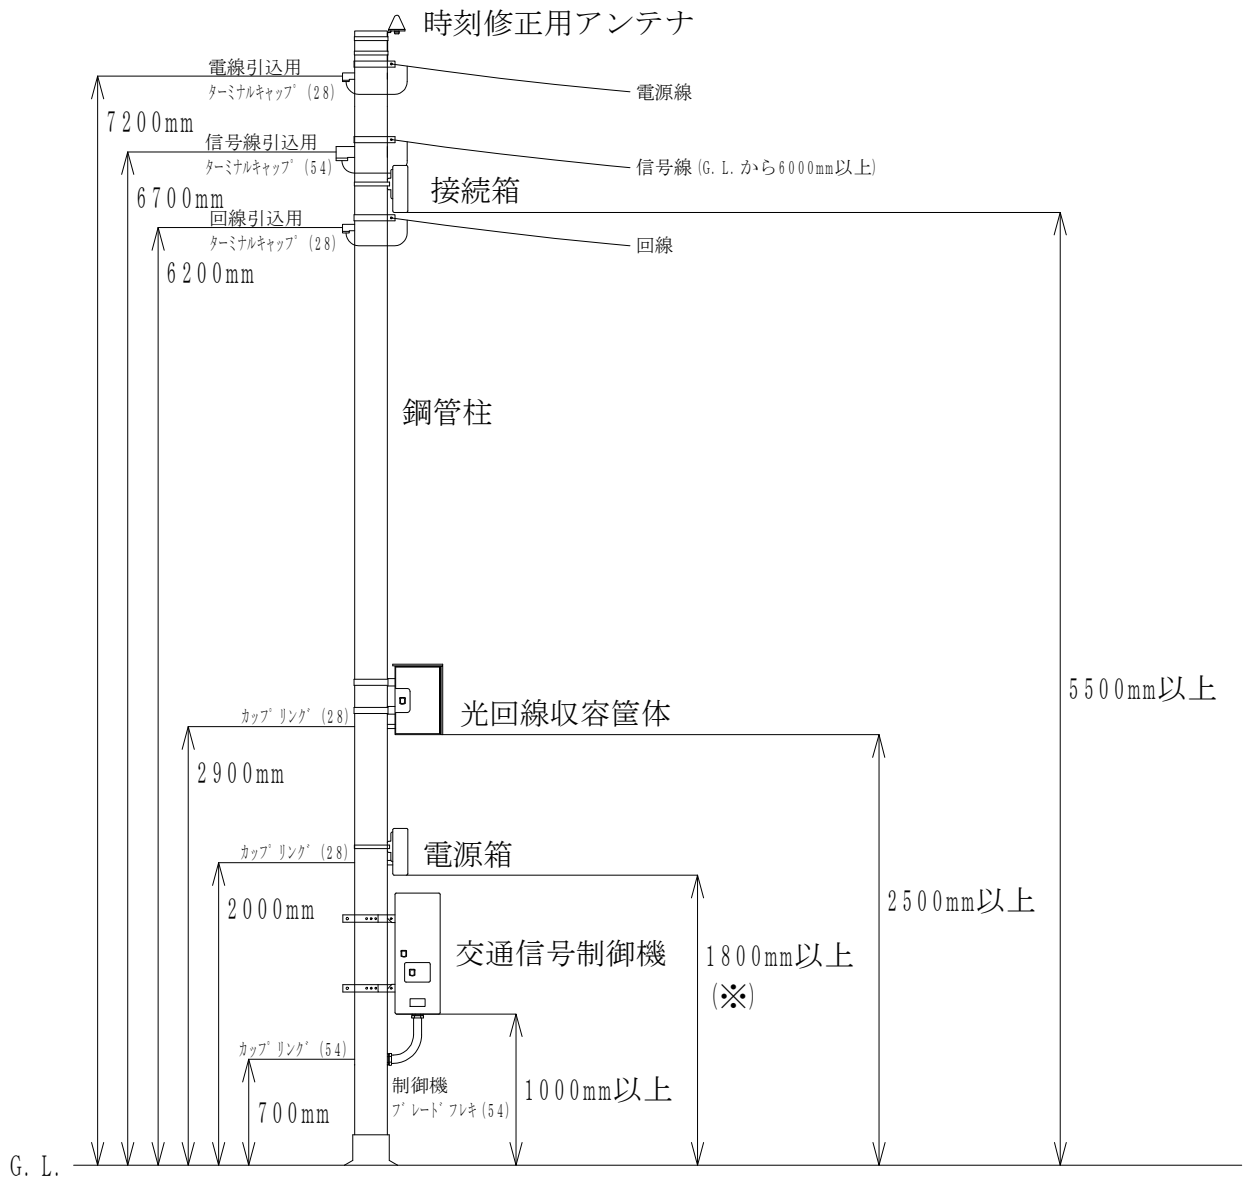 時刻修正用アンテナ
電線引込用
ターミナルキャップ(28)
電源線
7200mm
信号線引込用
ターミナルキャップ(54)
信号線(G.L.から6000mm以上)
6700mm
接続箱
回線引込用
ターミナルキャップ(28)
回線
6200mm
鋼管柱
5500mm以上
カップリング(28)
光回線収容筐体
2900mm
カップリング(28)
電源箱
2000mm
2500mm以上
交通信号制御機
1800mm以上
(※)
カップリング(54)
制御機
ブレードフレキ(54)
1000mm以上
700mm
G.L.